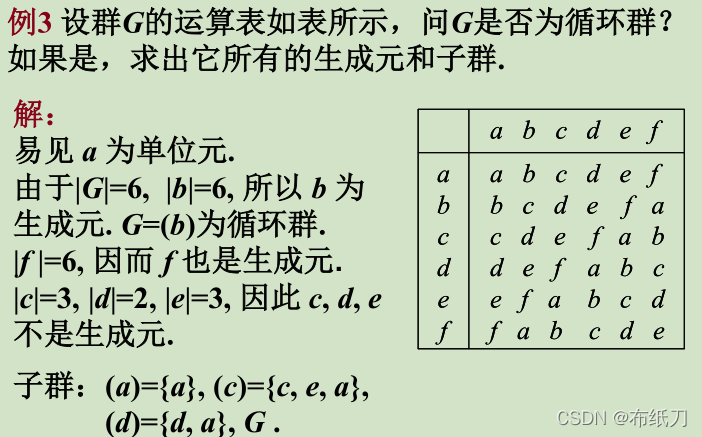 例3 设群G的运算表如表所示，问G是否为循环群？
如果是，求出它所有的生成元和子群.
解：
易见 a 为单位元.
由于|G|=6, |b|=6, 所以 b 为
生成元. G=(b)为循环群.
|f |=6, 因而 f 也是生成元.
|c|=3, |d|=2, |e|=3, 因此 c, d, e
不是生成元.
子群：(a)={a}, (c)={c, e, a},
(d)={d, a}, G .
a b c d e f
a a b c d e f
b b c d e f a
c c d e f a b
d d e f a b c
e e f a b c d
f f a b c d e
CSDN @布纸刀